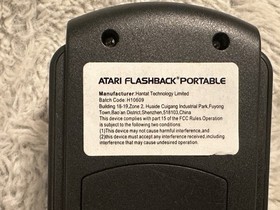 ATARI FLASHBACK® PORTABLE
Manufacturer: Hontai Technology Limited
Batch Code: H10609
Building 18-19, Zone 2, Huaide Cuigang Industrial Park, Fuyong
Town, Bao'an District, Shenzhen, 518103, China
This device complies with part 15 of the FCC Rules. Operation
is subject to the following two conditions:
(1)This device may not cause harmful interference, and
(2)this device must accept any interference received, including
interference that may cause undesired operation.